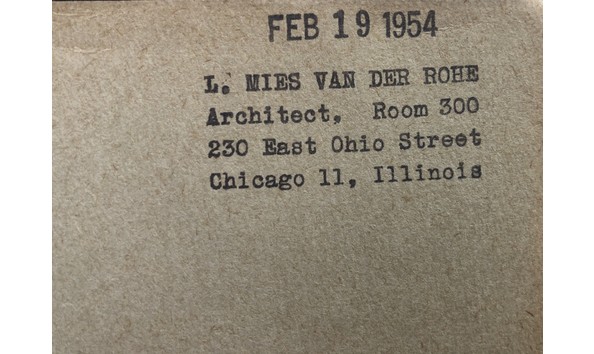 FEB 19 1954
L. MIES VAN DER ROHE
Architect, Room 300
230 East Ohio Street
Chicago 11, Illinois